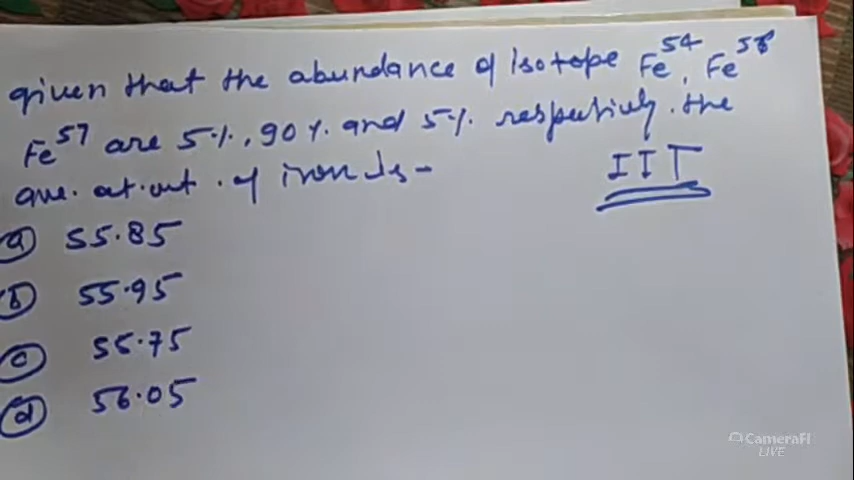 given that the abundance of isotope Fe⁵⁴, Fe⁵⁶
Fe⁵⁷ are 5%, 90% and 5% respectively. the
ave. at. wt. of iron is -
IIT
(a) 55.85
(b) 55.95
(c) 55.75
(d) 56.05
CameraFI
LIVE